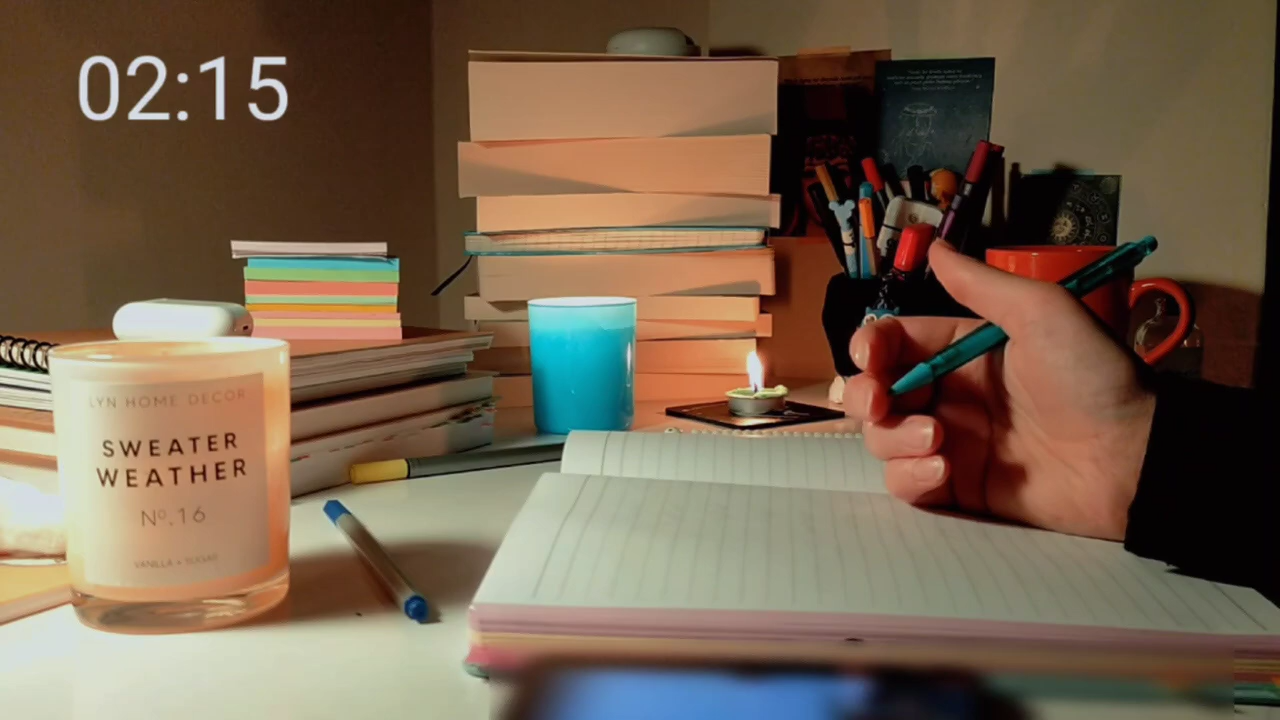 02:15
LYN HOME DECOR
SWEATER
WEATHER
Nº.16
VANILLA + SUGAR